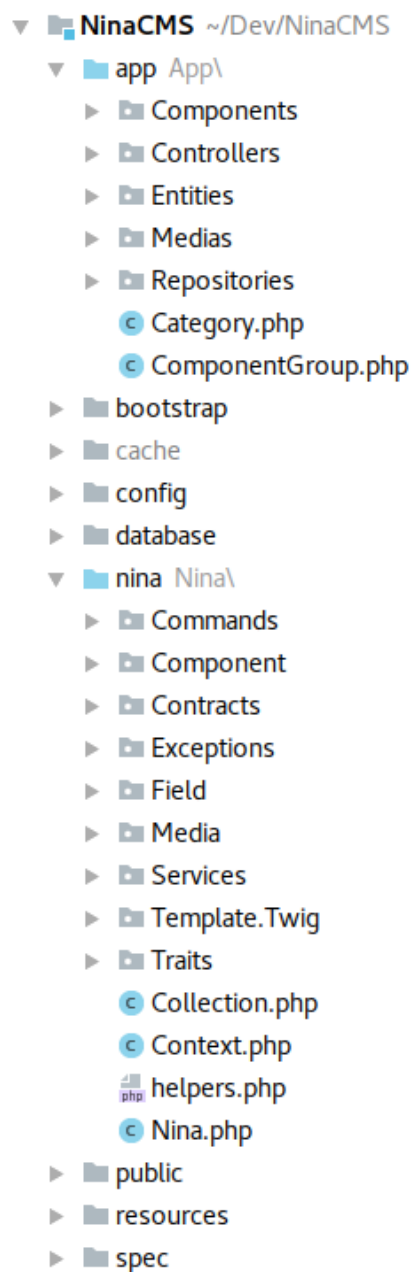 NinaCMS ~/Dev/NinaCMS
app App\
Components
Controllers
Entities
Medias
Repositories
C Category.php
C ComponentGroup.php
bootstrap
cache
config
database
nina Nina\
Commands
Component
Contracts
Exceptions
Field
Media
Services
Template.Twig
Traits
C Collection.php
C Context.php
php helpers.php
C Nina.php
public
resources
spec